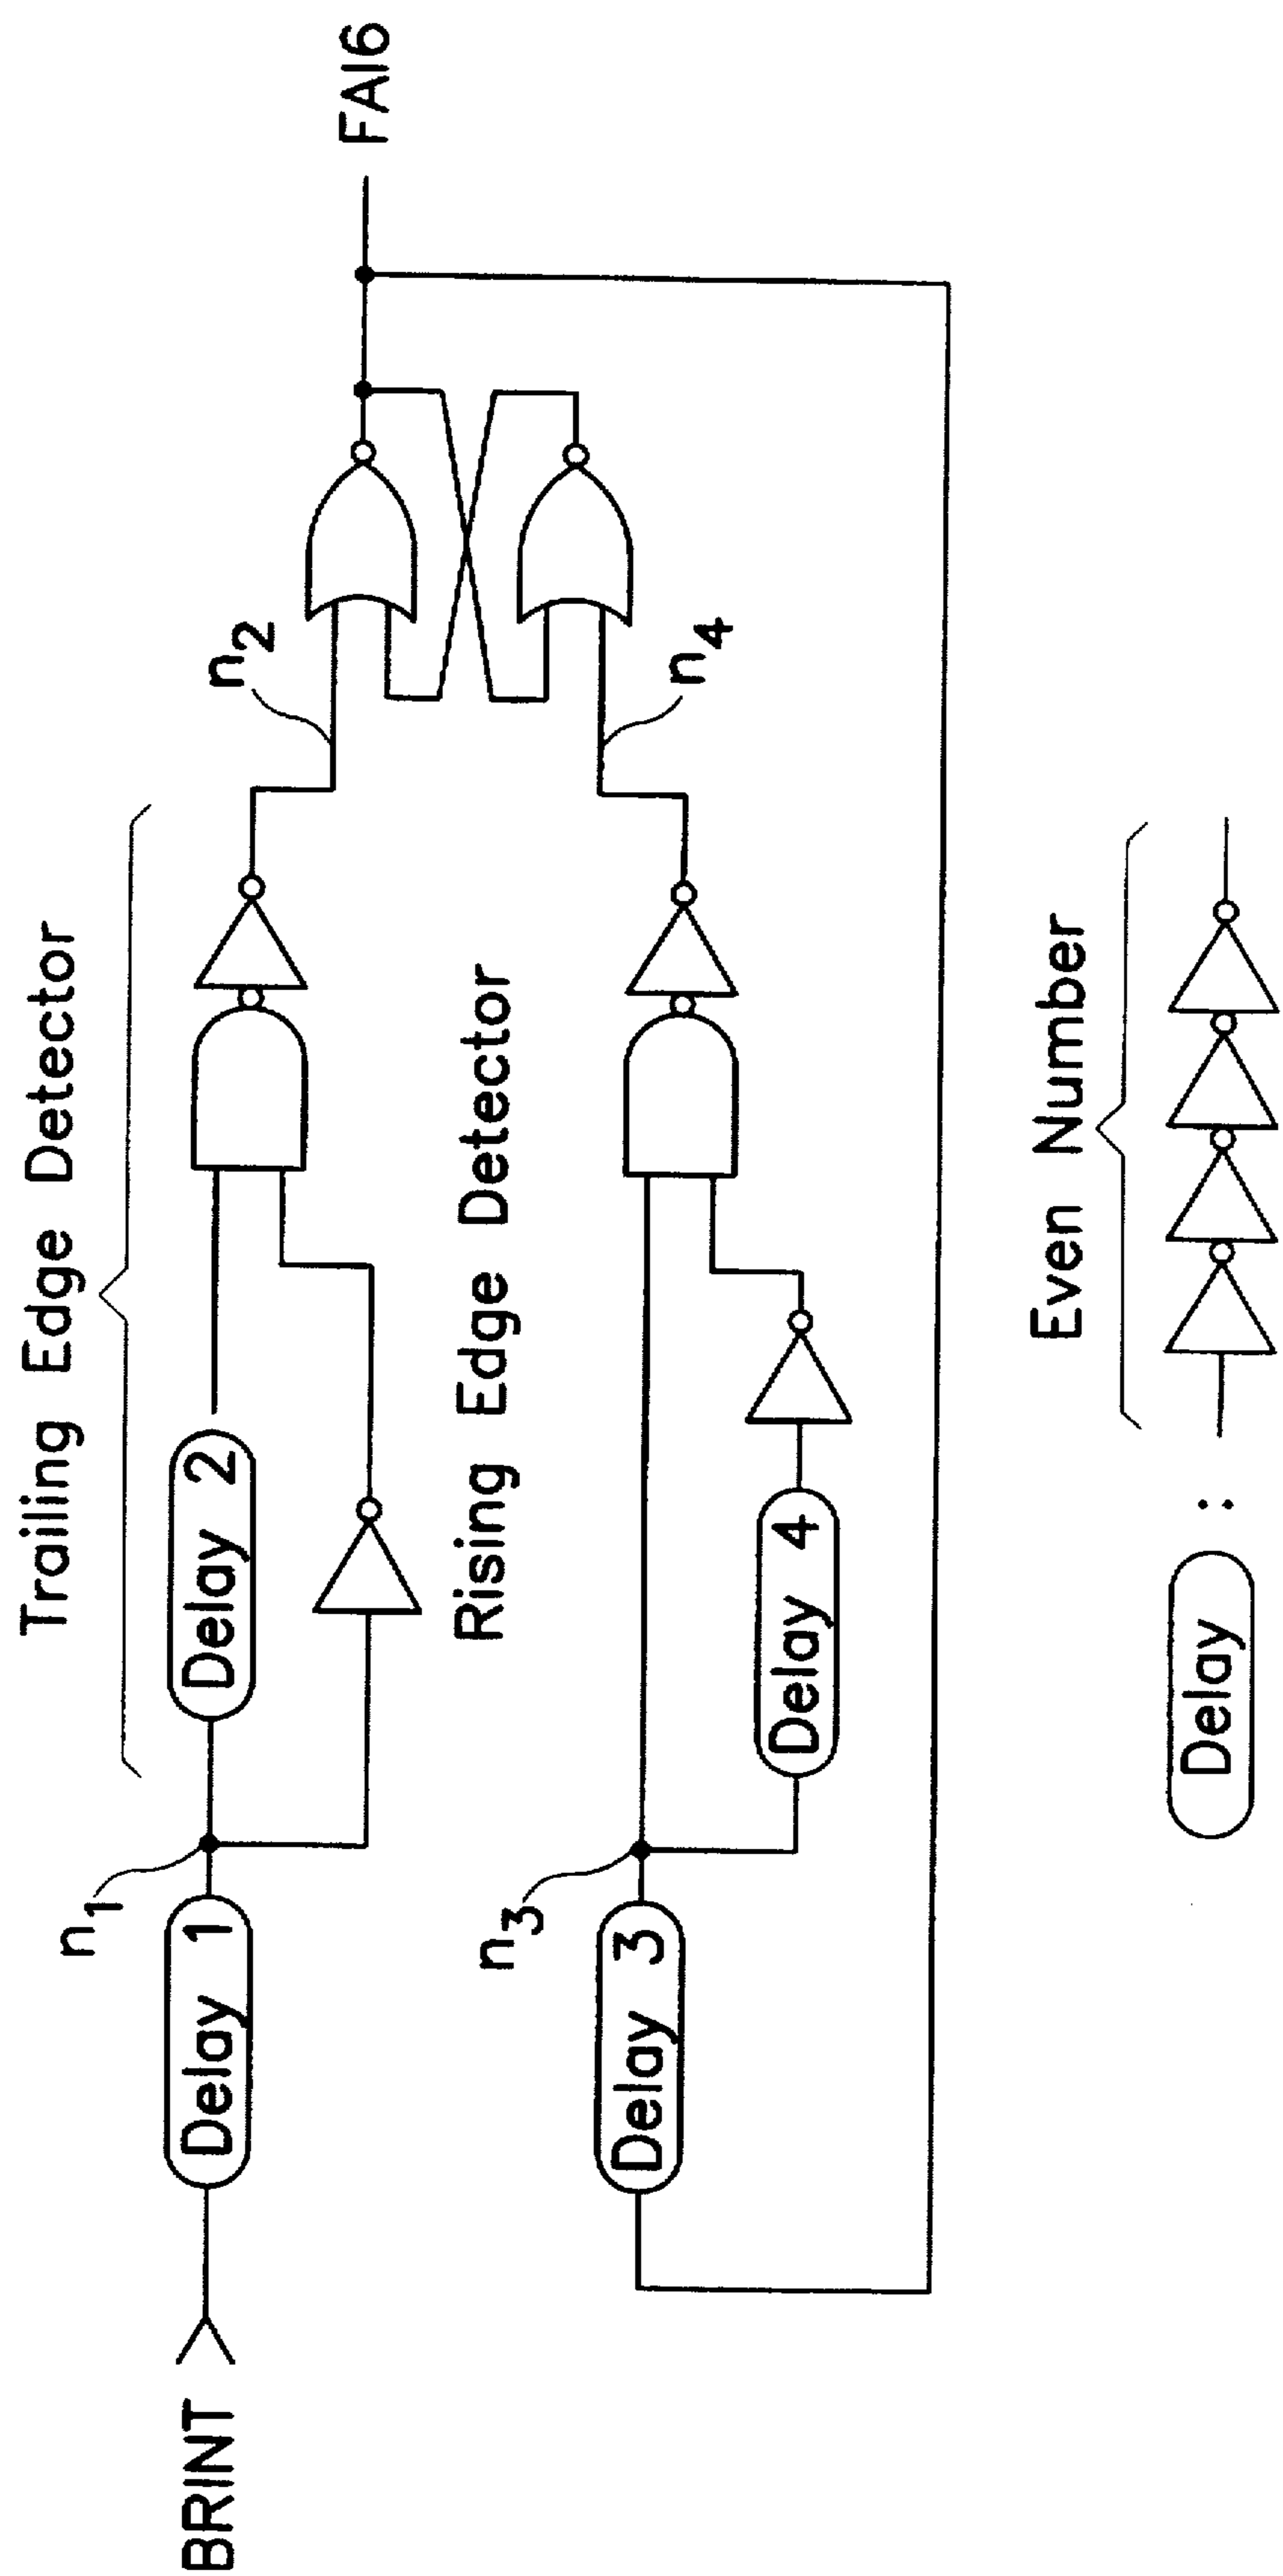 Trailing Edge Detector
n1
n2
BRINT
Delay 1
Delay 2
FAI6
Rising Edge Detector
n3
n4
Delay 3
Delay 4
Even Number
Delay :